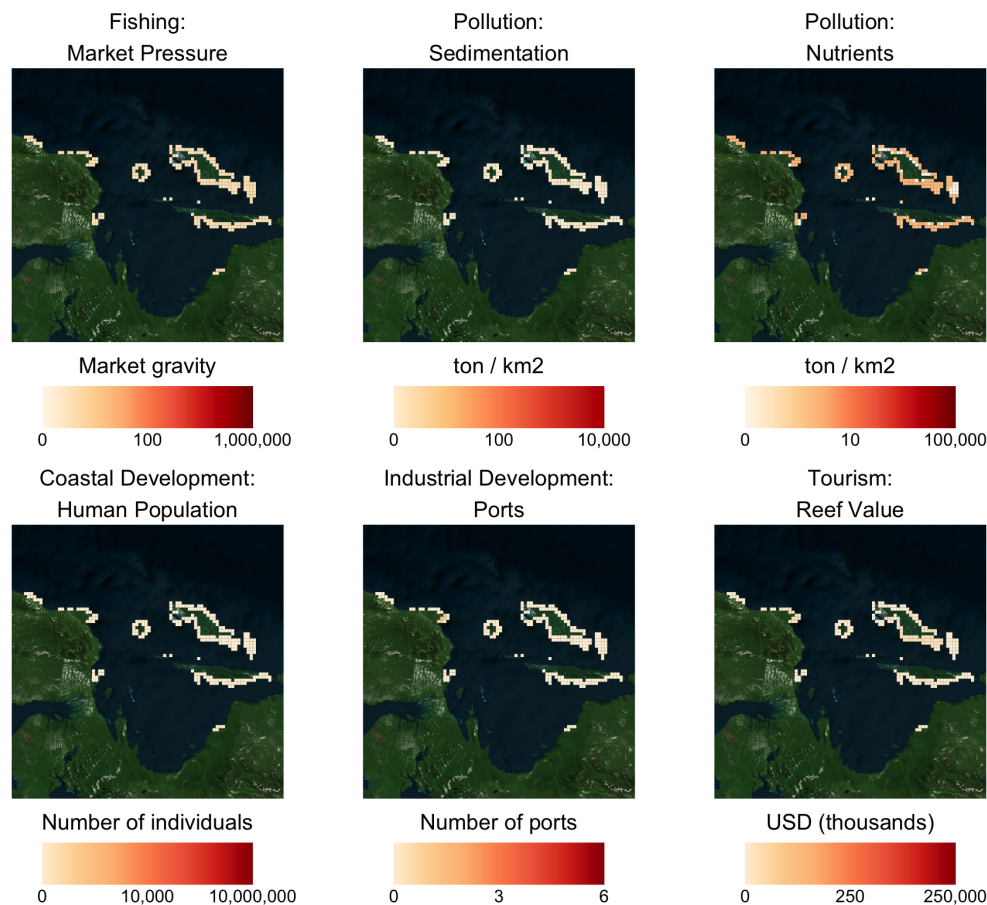 Fishing:
Market Pressure
Pollution:
Sedimentation
Pollution:
Nutrients
Market gravity
0 100 1,000,000
ton / km2
0 100 10,000
ton / km2
0 10 100,000
Coastal Development:
Human Population
Industrial Development:
Ports
Tourism:
Reef Value
Number of individuals
0 10,000 10,000,000
Number of ports
0 3 6
USD (thousands)
0 250 250,000